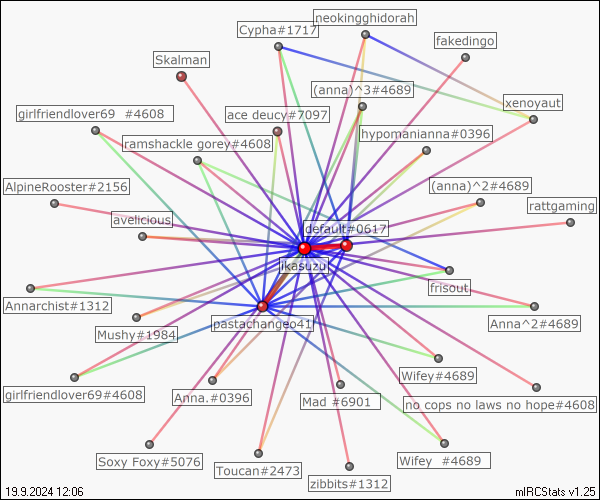 neokingghidorah
Cypha#1717
fakedingo
Skalman
(anna)^3#4689
xenoyaut
girlfriendlover69  #4608
ace deucy#7097
hypomanianna#0396
ramshackle gorey#4608
AlpineRooster#2156
(anna)^2#4689
rattgaming
avelicious
default#0617
ikasuzu
frisout
Annarchist#1312
Anna^2#4689
Mushy#1984
pastachangeo41
Wifey#4689
girlfriendlover69#4608
Anna.#0396
Mad #6901
no cops no laws no hope#4608
Soxy Foxy#5076
Toucan#2473
Wifey  #4689
zibbits#1312
19.9.2024 12:06
mIRCStats v1.25